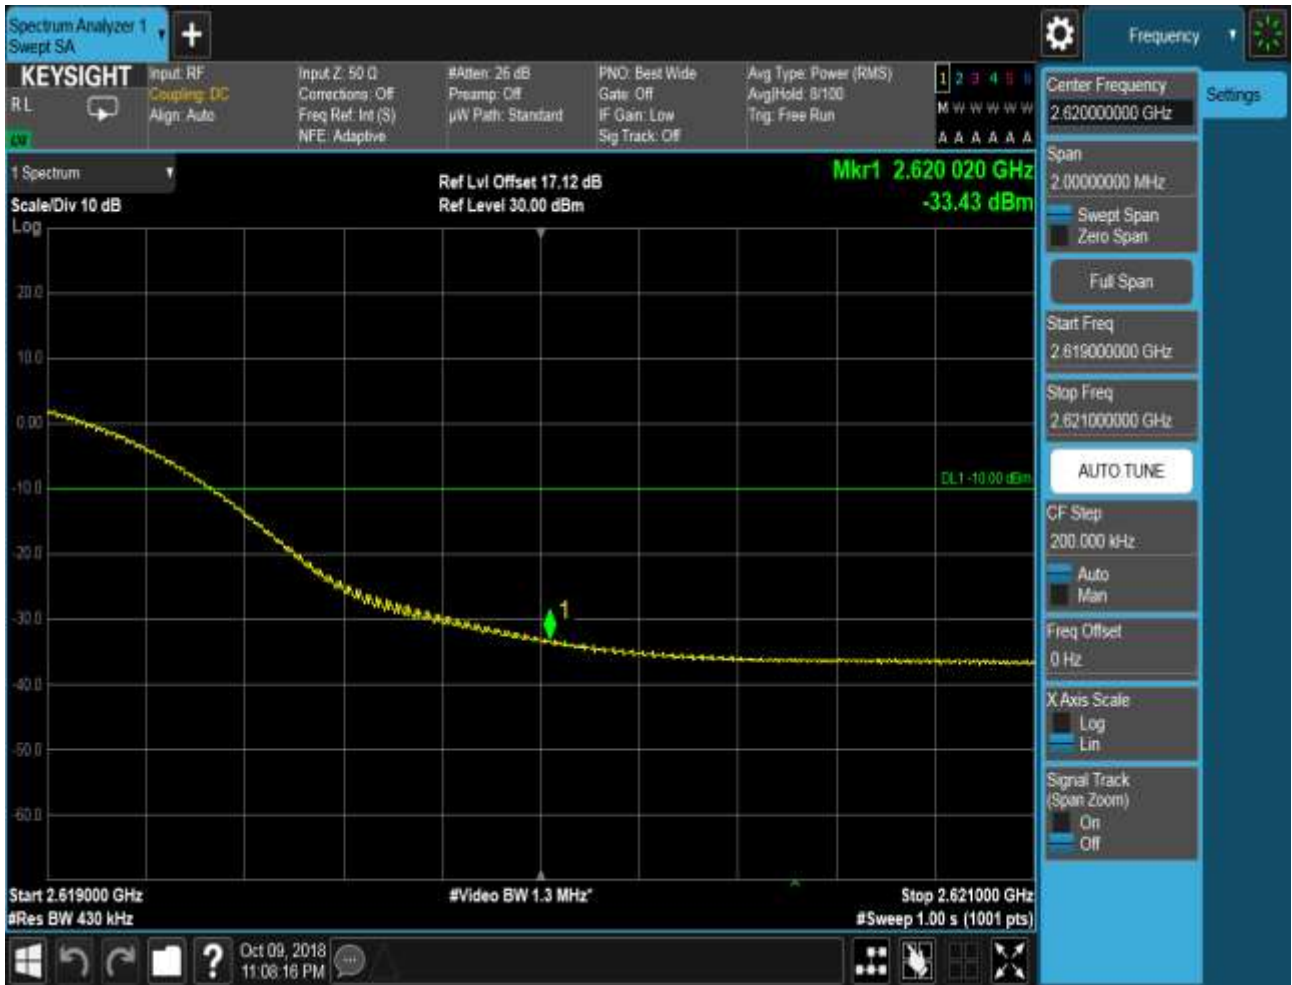 Spectrum Analyzer 1
Swept SA
Frequency
KEYSIGHT
RL
Input: RF
Coupling: DC
Align: Auto
Input Z: 50 Ω
Corrections: Off
Freq Ref: Int (S)
NFE: Adaptive
#Atten: 26 dB
Preamp: Off
µW Path: Standard
PNO: Best Wide
Gate: Off
IF Gain: Low
Sig Track: Off
Avg Type: Power (RMS)
Avg|Hold: 8/100
Trig: Free Run
1 2 3 4 5 6
M W W W W W
A A A A A A
Settings
Center Frequency
2.620000000 GHz
Span
2.00000000 MHz
Swept Span
Zero Span
Full Span
Start Freq
2.619000000 GHz
Stop Freq
2.621000000 GHz
AUTO TUNE
CF Step
200.000 kHz
Auto
Man
Freq Offset
0 Hz
X Axis Scale
Log
Lin
Signal Track
(Span Zoom)
On
Off
1 Spectrum
Scale/Div 10 dB
Log
Ref Lvl Offset 17.12 dB
Ref Level 30.00 dBm
Mkr1 2.620 020 GHz
-33.43 dBm
20.0
10.0
0.00
-10.0
-20.0
-30.0
-40.0
-50.0
-60.0
DL1 -10.00 dBm
1
Start 2.619000 GHz
#Res BW 430 kHz
#Video BW 1.3 MHz*
Stop 2.621000 GHz
#Sweep 1.00 s (1001 pts)
?
Oct 09, 2018
11:08:16 PM